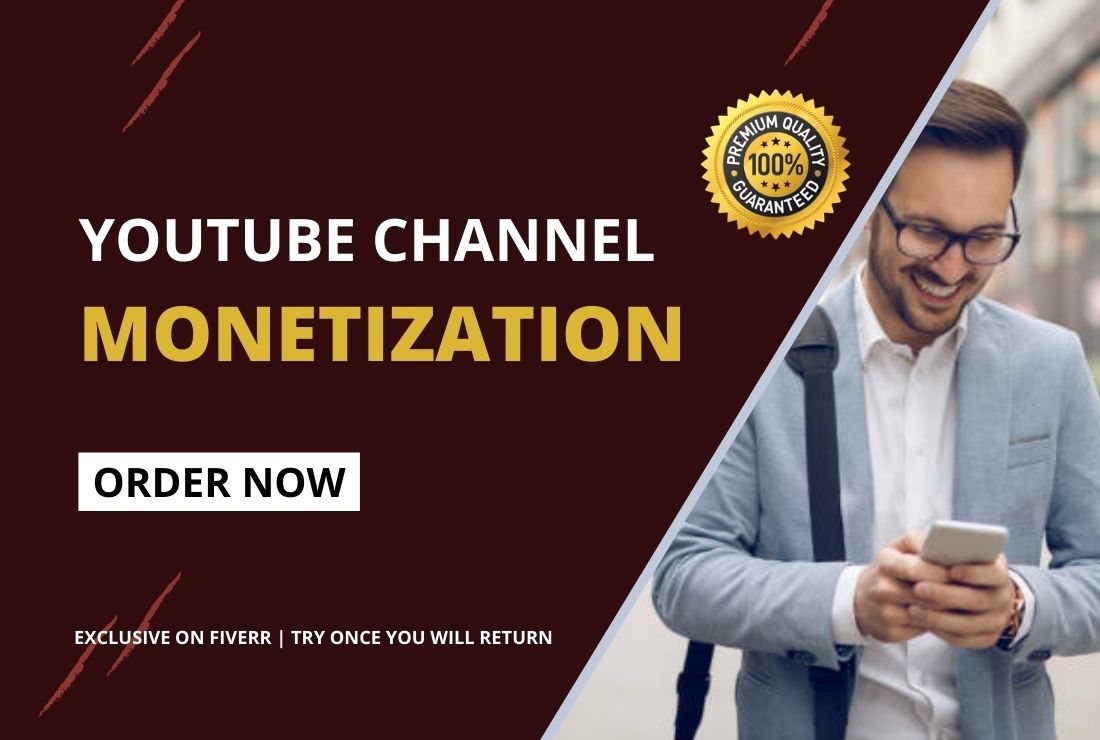 PREMIUM QUALITY
100%
GUARANTEED
YOUTUBE CHANNEL
MONETIZATION
ORDER NOW
EXCLUSIVE ON FIVERR | TRY ONCE YOU WILL RETURN